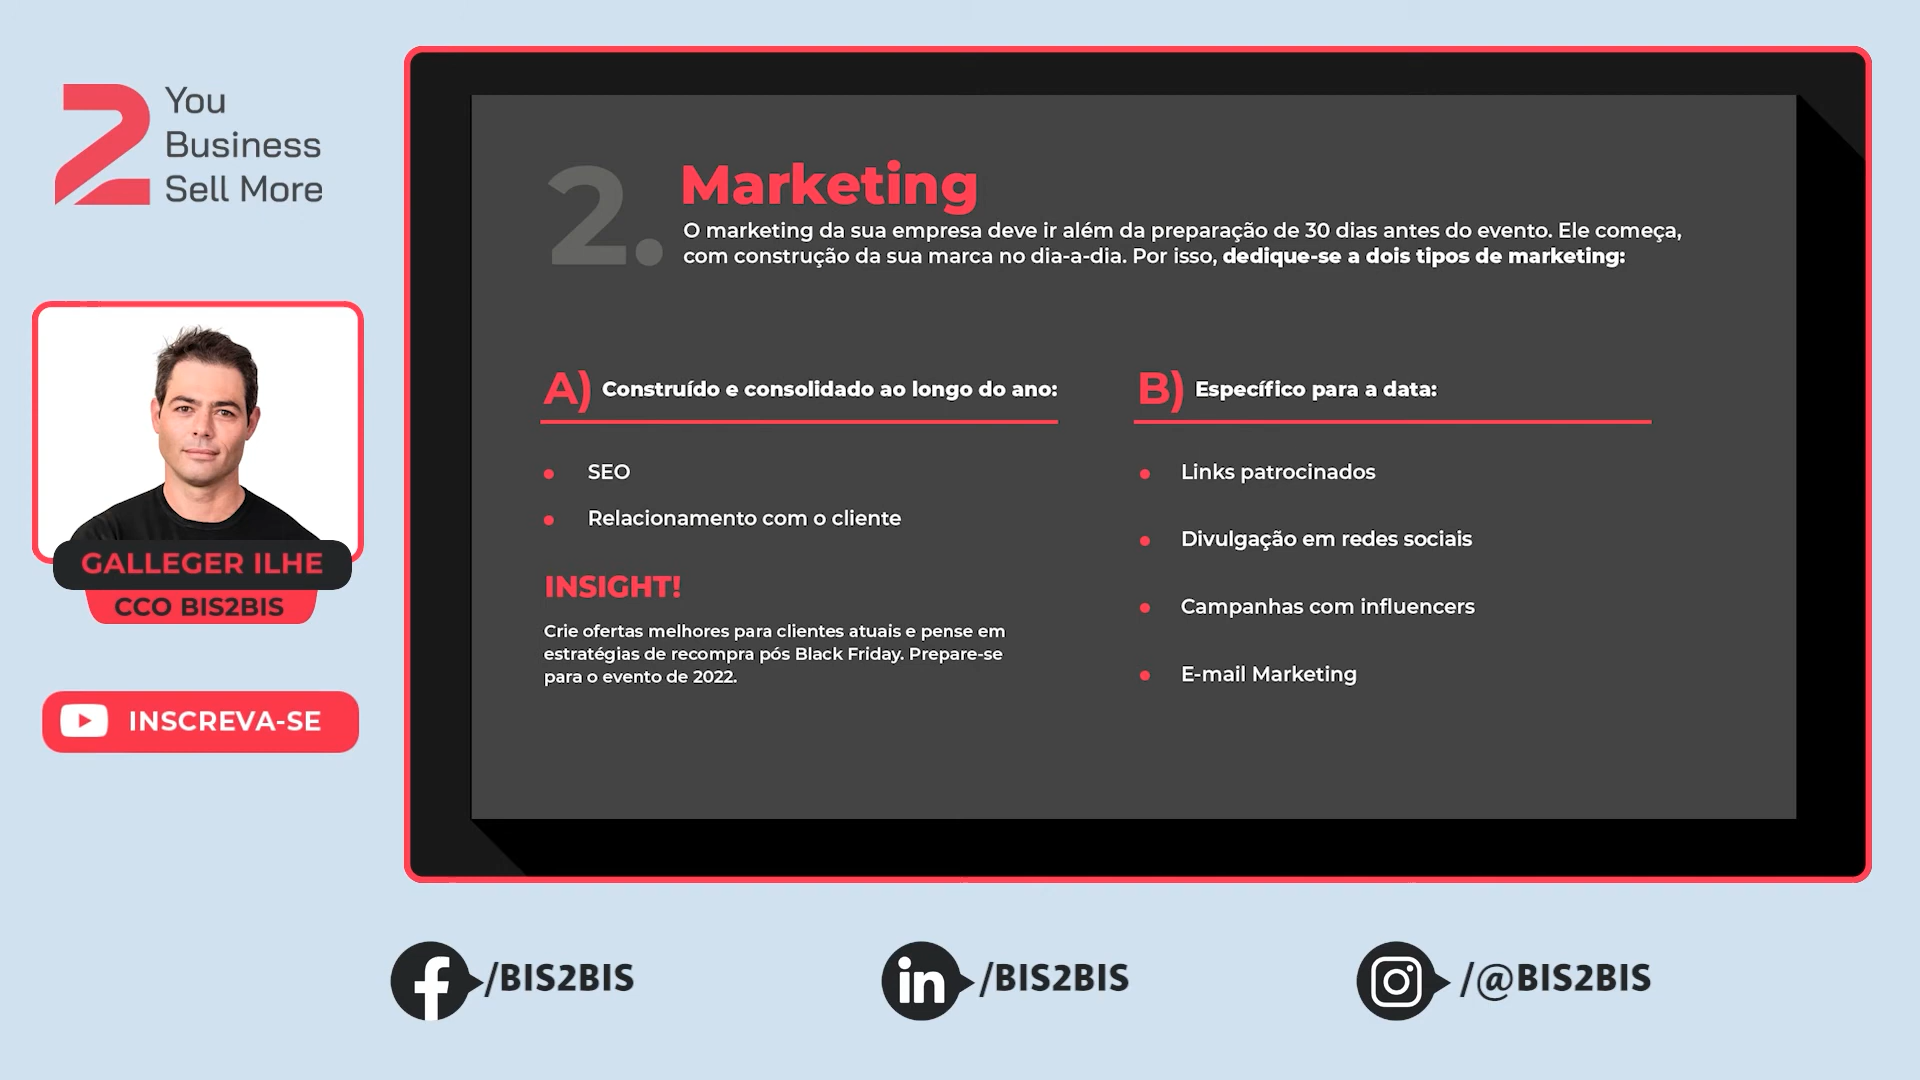 2 You
Business
Sell More
GALLEGER ILHE
CCO BIS2BIS
INSCREVA-SE
2. Marketing
O marketing da sua empresa deve ir além da preparação de 30 dias antes do evento. Ele começa,
com construção da sua marca no dia-a-dia. Por isso, dedique-se a dois tipos de marketing:
A) Construído e consolidado ao longo do ano:
SEO
Relacionamento com o cliente
INSIGHT!
Crie ofertas melhores para clientes atuais e pense em
estratégias de recompra pós Black Friday. Prepare-se
para o evento de 2022.
B) Específico para a data:
Links patrocinados
Divulgação em redes sociais
Campanhas com influencers
E-mail Marketing
/BIS2BIS
/BIS2BIS
/@BIS2BIS